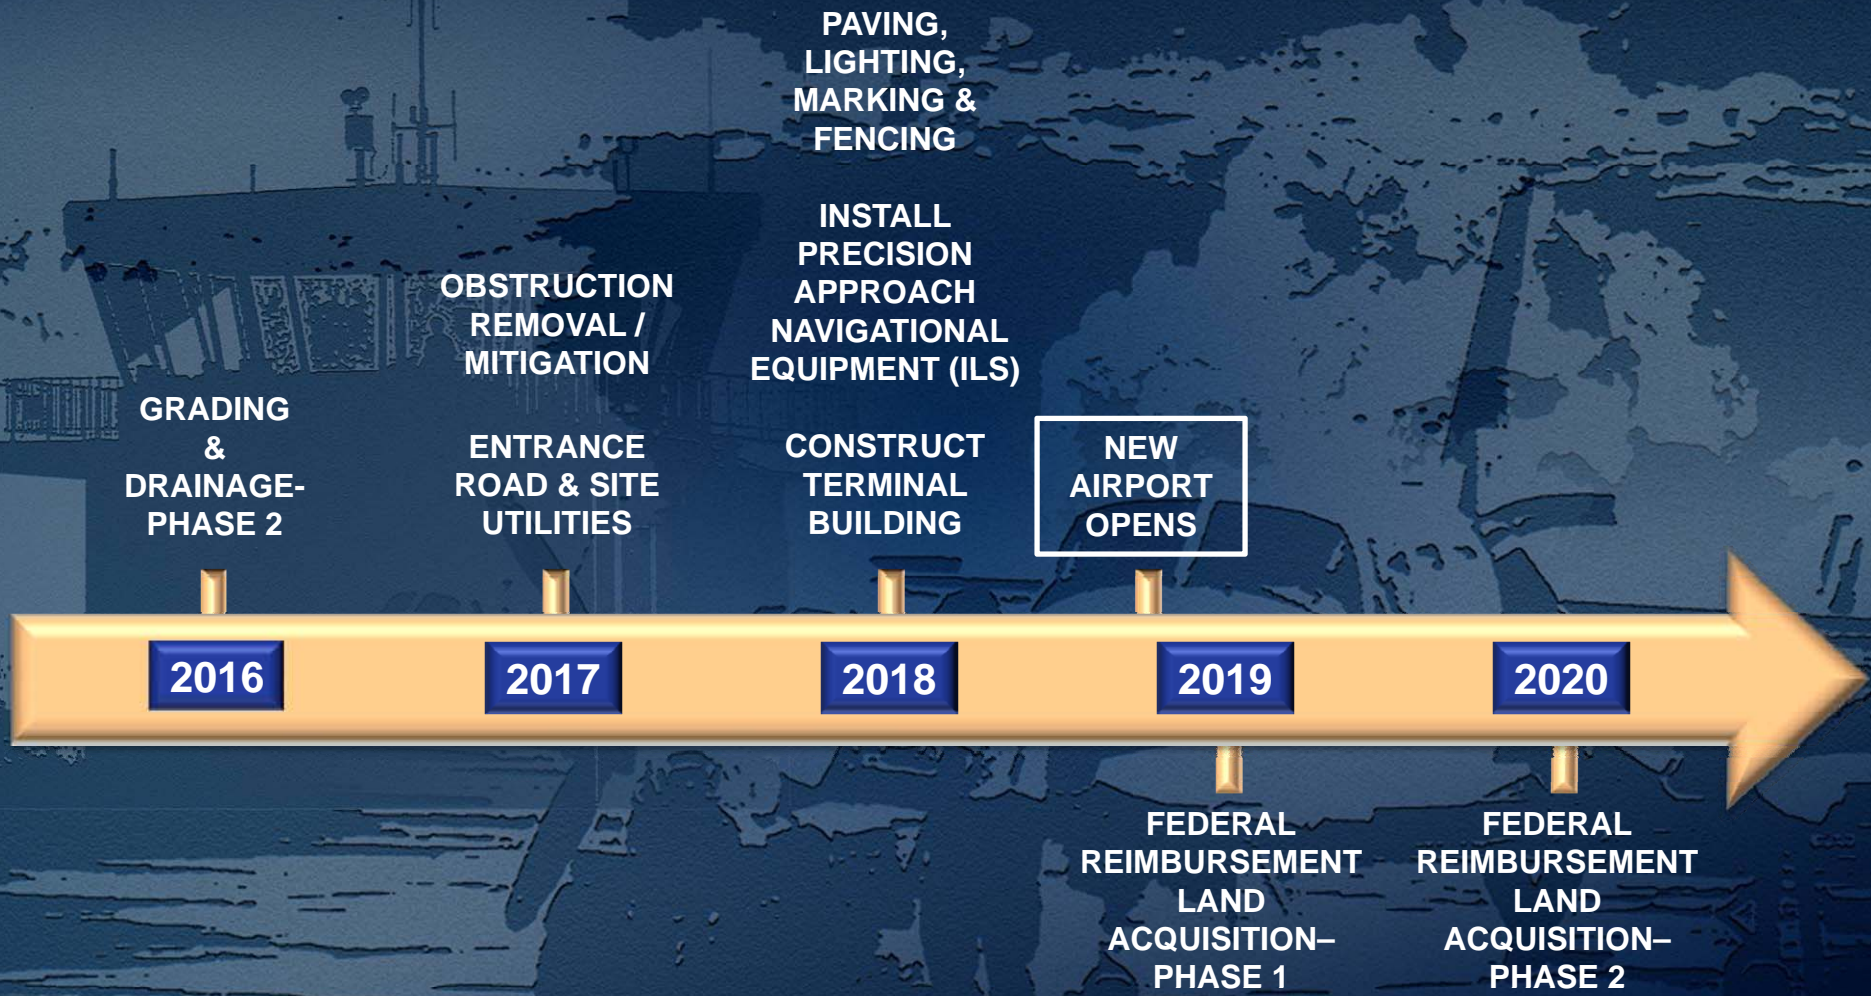 GRADING
&
DRAINAGE-
PHASE 2
OBSTRUCTION
REMOVAL /
MITIGATION
ENTRANCE
ROAD & SITE
UTILITIES
PAVING,
LIGHTING,
MARKING &
FENCING
INSTALL
PRECISION
APPROACH
NAVIGATIONAL
EQUIPMENT (ILS)
CONSTRUCT
TERMINAL
BUILDING
NEW
AIRPORT
OPENS
2016
2017
2018
2019
2020
FEDERAL
REIMBURSEMENT
LAND
ACQUISITION–
PHASE 1
FEDERAL
REIMBURSEMENT
LAND
ACQUISITION–
PHASE 2